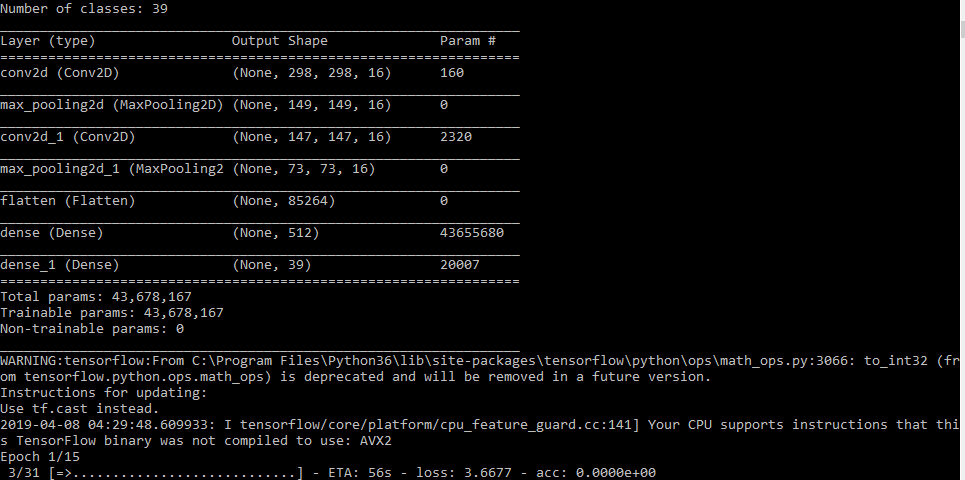 Number of classes: 39
_________________________________________________________________
Layer (type)                 Output Shape              Param #
=================================================================
conv2d (Conv2D)              (None, 298, 298, 16)      160
_________________________________________________________________
max_pooling2d (MaxPooling2D) (None, 149, 149, 16)      0
_________________________________________________________________
conv2d_1 (Conv2D)            (None, 147, 147, 16)      2320
_________________________________________________________________
max_pooling2d_1 (MaxPooling2 (None, 73, 73, 16)        0
_________________________________________________________________
flatten (Flatten)            (None, 85264)             0
_________________________________________________________________
dense (Dense)                (None, 512)               43655680
_________________________________________________________________
dense_1 (Dense)              (None, 39)                20007
=================================================================
Total params: 43,678,167
Trainable params: 43,678,167
Non-trainable params: 0
_________________________________________________________________
WARNING:tensorflow:From C:\Program Files\Python36\lib\site-packages\tensorflow\python\ops\math_ops.py:3066: to_int32 (fr
om tensorflow.python.ops.math_ops) is deprecated and will be removed in a future version.
Instructions for updating:
Use tf.cast instead.
2019-04-08 04:29:48.609933: I tensorflow/core/platform/cpu_feature_guard.cc:141] Your CPU supports instructions that thi
s TensorFlow binary was not compiled to use: AVX2
Epoch 1/15
 3/31 [=>............................] - ETA: 56s - loss: 3.6677 - acc: 0.0000e+00